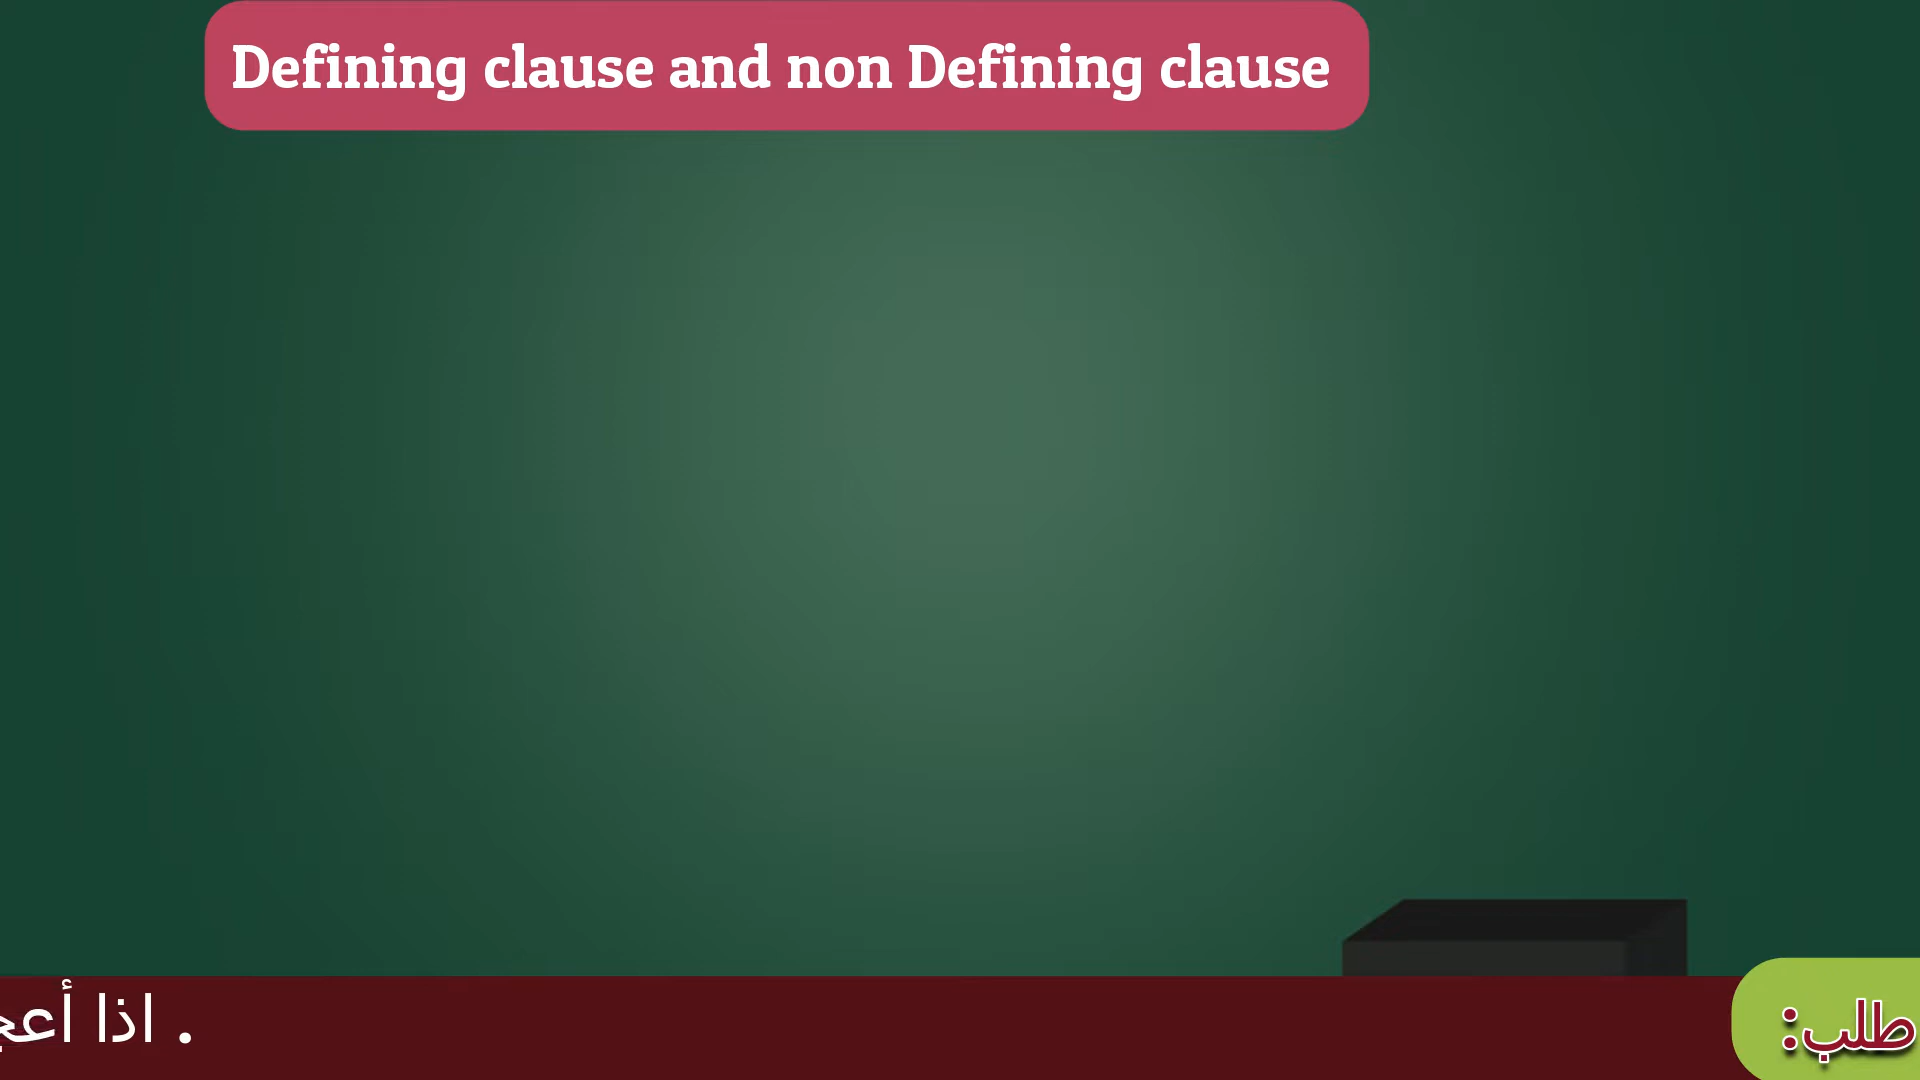 Defining clause and non Defining clause
. اذا
طلب: